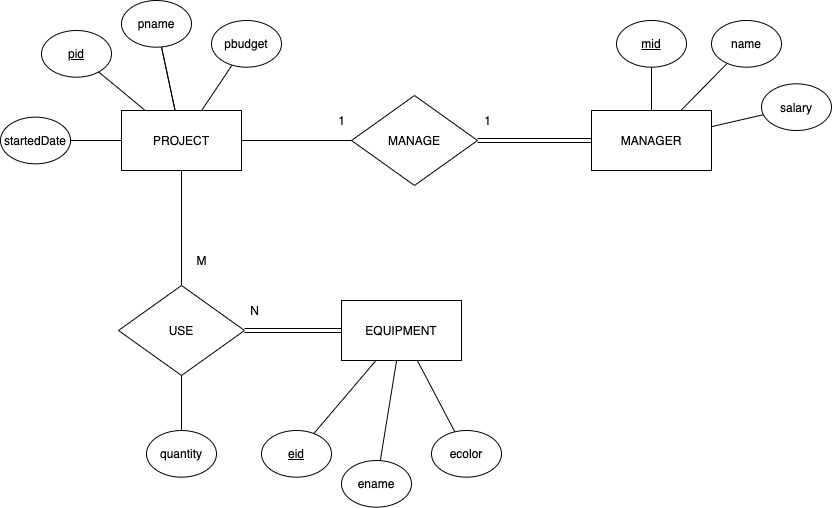 pname
pid
pbudget
mid
name
salary
startedDate
PROJECT
1
MANAGE
1
MANAGER
M
N
USE
EQUIPMENT
quantity
eid
ename
ecolor